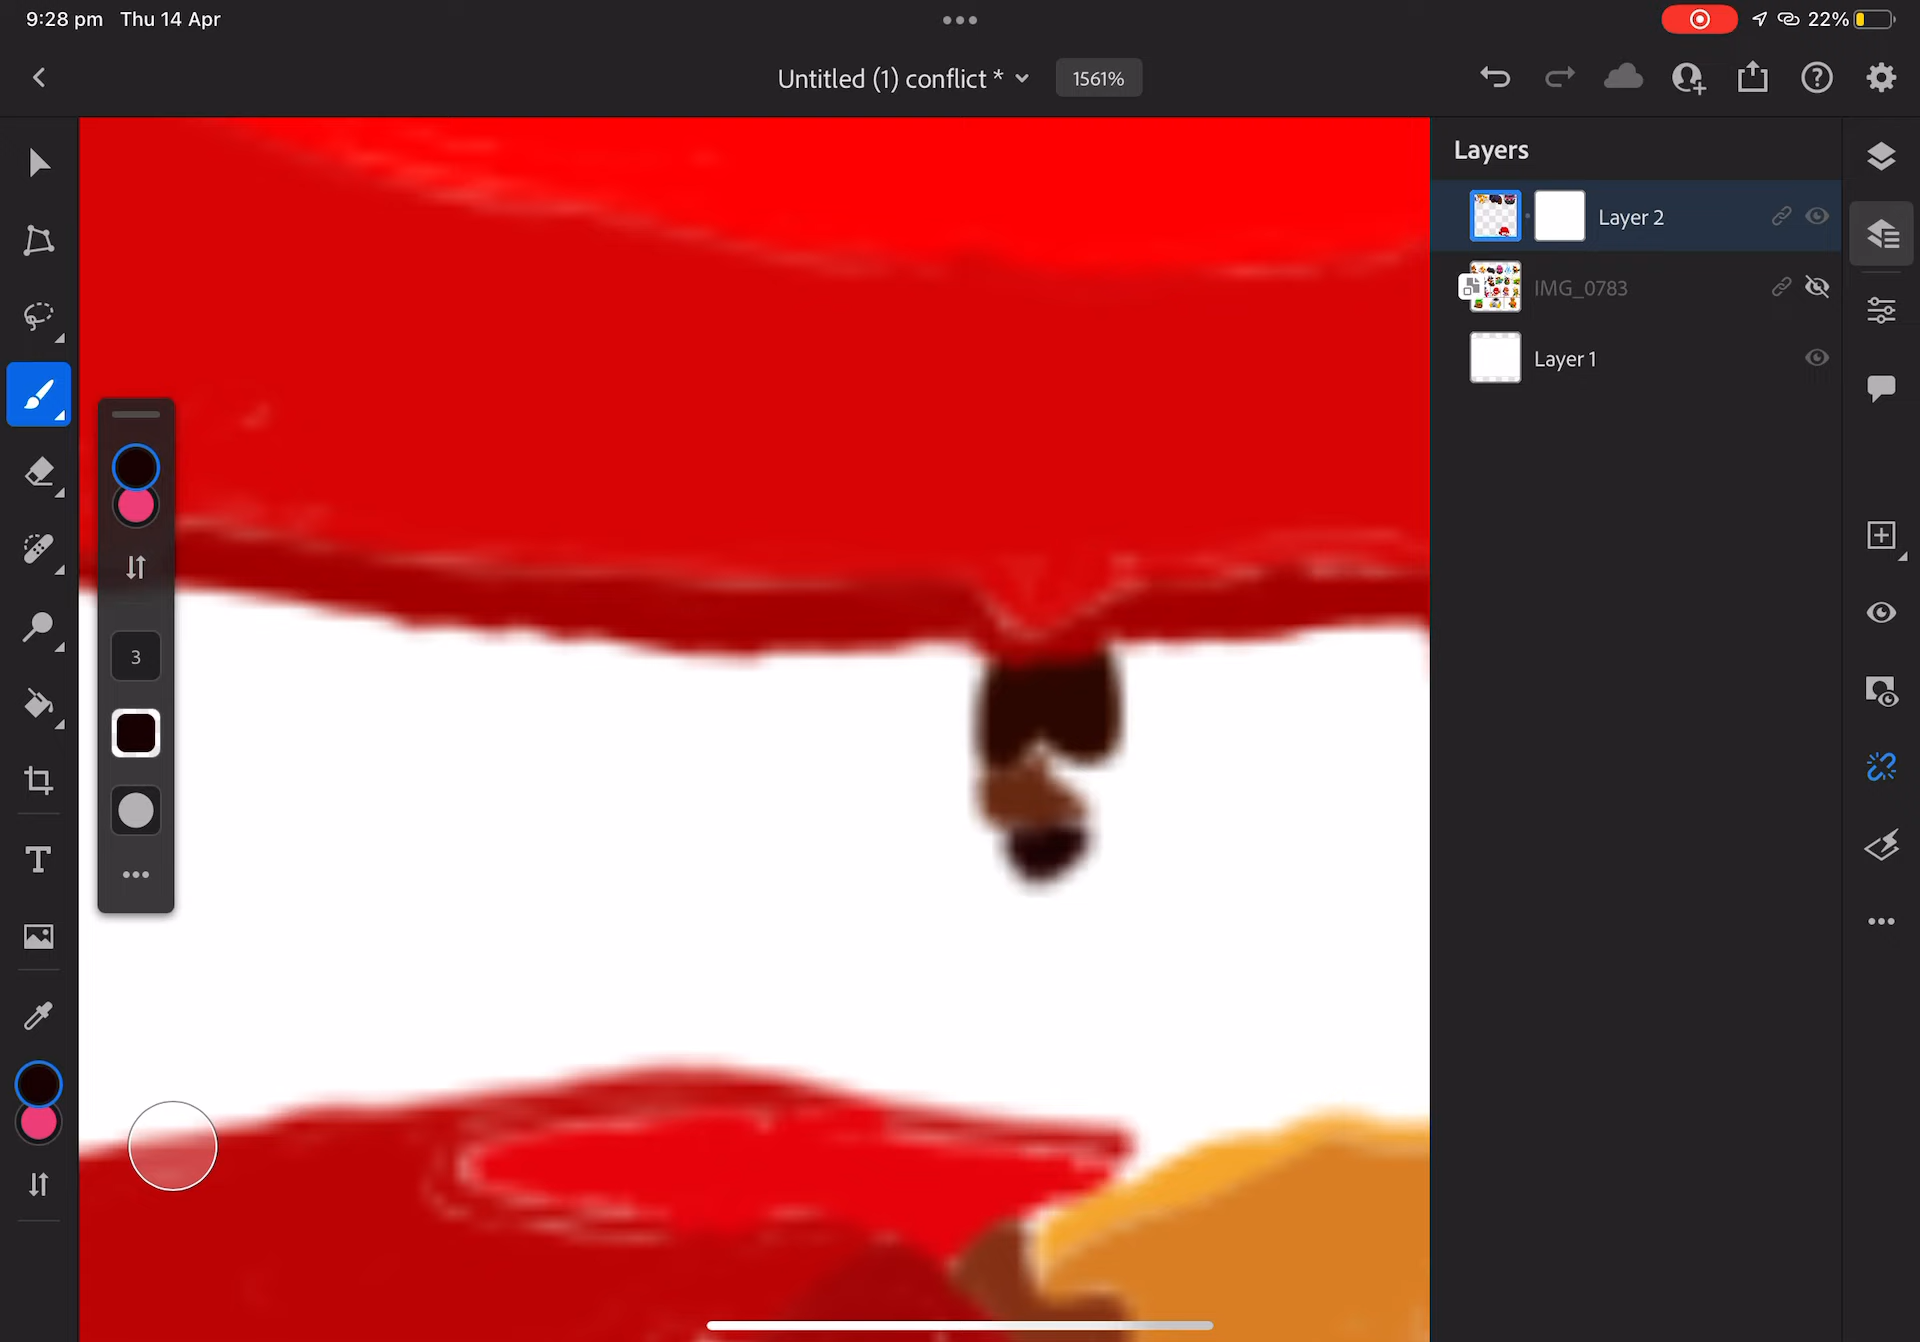 9:28 pm Thu 14 Apr
22%
Untitled (1) conflict *
1561%
Layers
Layer 2
IMG_0783
Layer 1
3
T